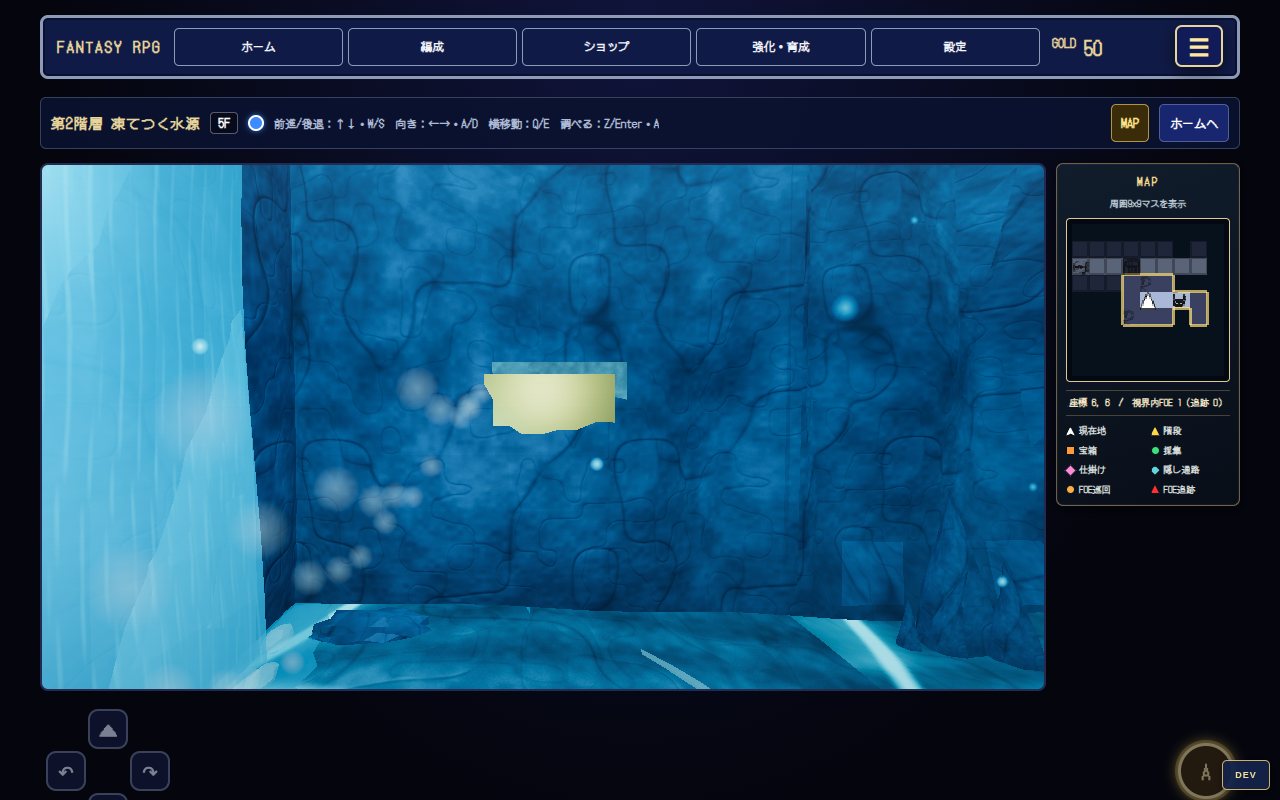 FANTASY RPG
ホーム
編成
ショップ
強化・育成
設定
GOLD 50
第2階層 凍てつく水源
5F
前進/後退：↑↓・W/S 向き：←→・A/D 横移動：Q/E 調べる：Z/Enter・A
MAP
ホームへ
MAP
周囲9x9マスを表示
座標 6, 6 / 視界内FOE 1（追跡 0）
現在地
階段
宝箱
採集
仕掛け
隠し通路
FOE巡回
FOE追跡
A
DEV